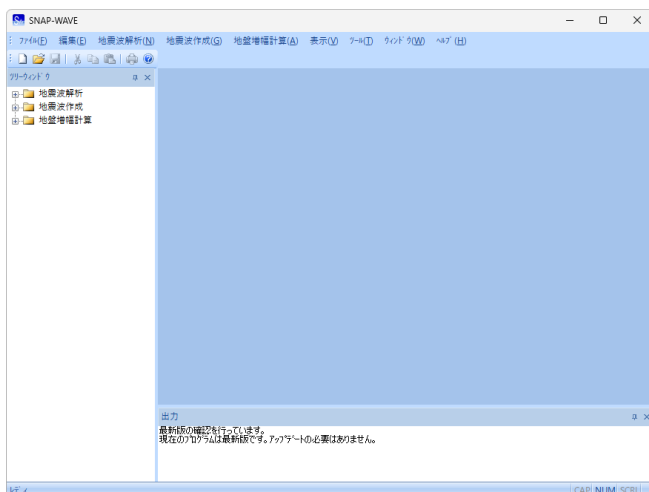 SNAP-WAVE
ﾌｧｲﾙ(F) 編集(E) 地震波解析(N) 地震波作成(G) 地盤増幅計算(A) 表示(V) ﾂｰﾙ(T) ｳｨﾝﾄﾞｳ(W) ﾍﾙﾌﾟ(H)
ﾂﾘｰｳｨﾝﾄﾞｳ
地震波解析
地震波作成
地盤増幅計算
出力
最新版の確認を行っています。
現在のﾌﾟﾛｸﾞﾗﾑは最新版です。ｱｯﾌﾟﾃﾞｰﾄの必要はありません。
ﾚﾃﾞｨ CAP NUM SCRL